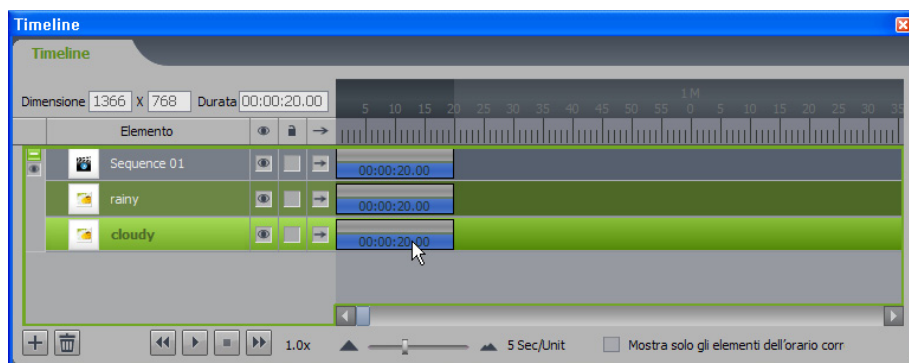 Timeline
Timeline
Dimensione 1366 X 768 Durata 00:00:20.00
1M
5 10 15 20 25 30 35 40 45 50 55 0 5 10 15 20 25 30 35
Elemento
Sequence 01 00:00:20.00
rainy 00:00:20.00
cloudy 00:00:20.00
1.0x 5 Sec/Unit Mostra solo gli elementi dell'orario corr